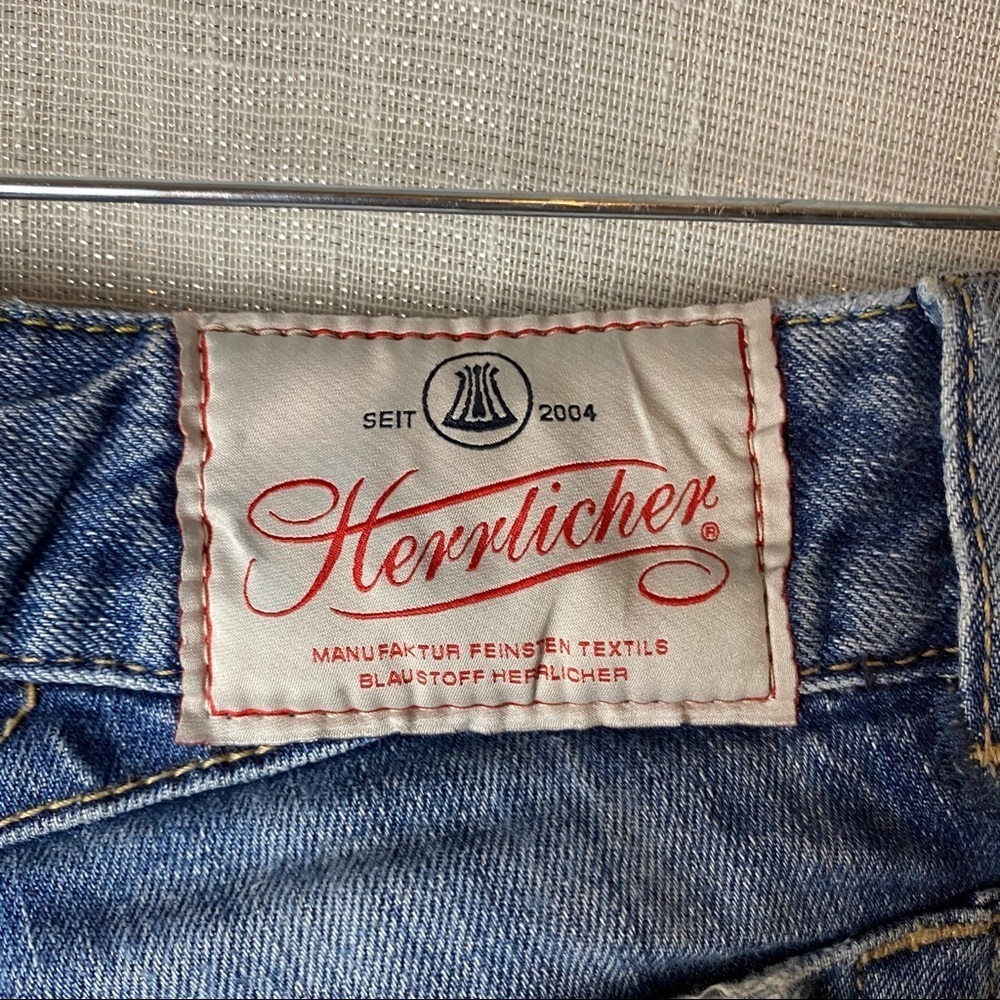 SEIT 2004
Herrlicher®
MANUFAKTUR FEINSTEN TEXTILS
BLAUSTOFF HERRLICHER